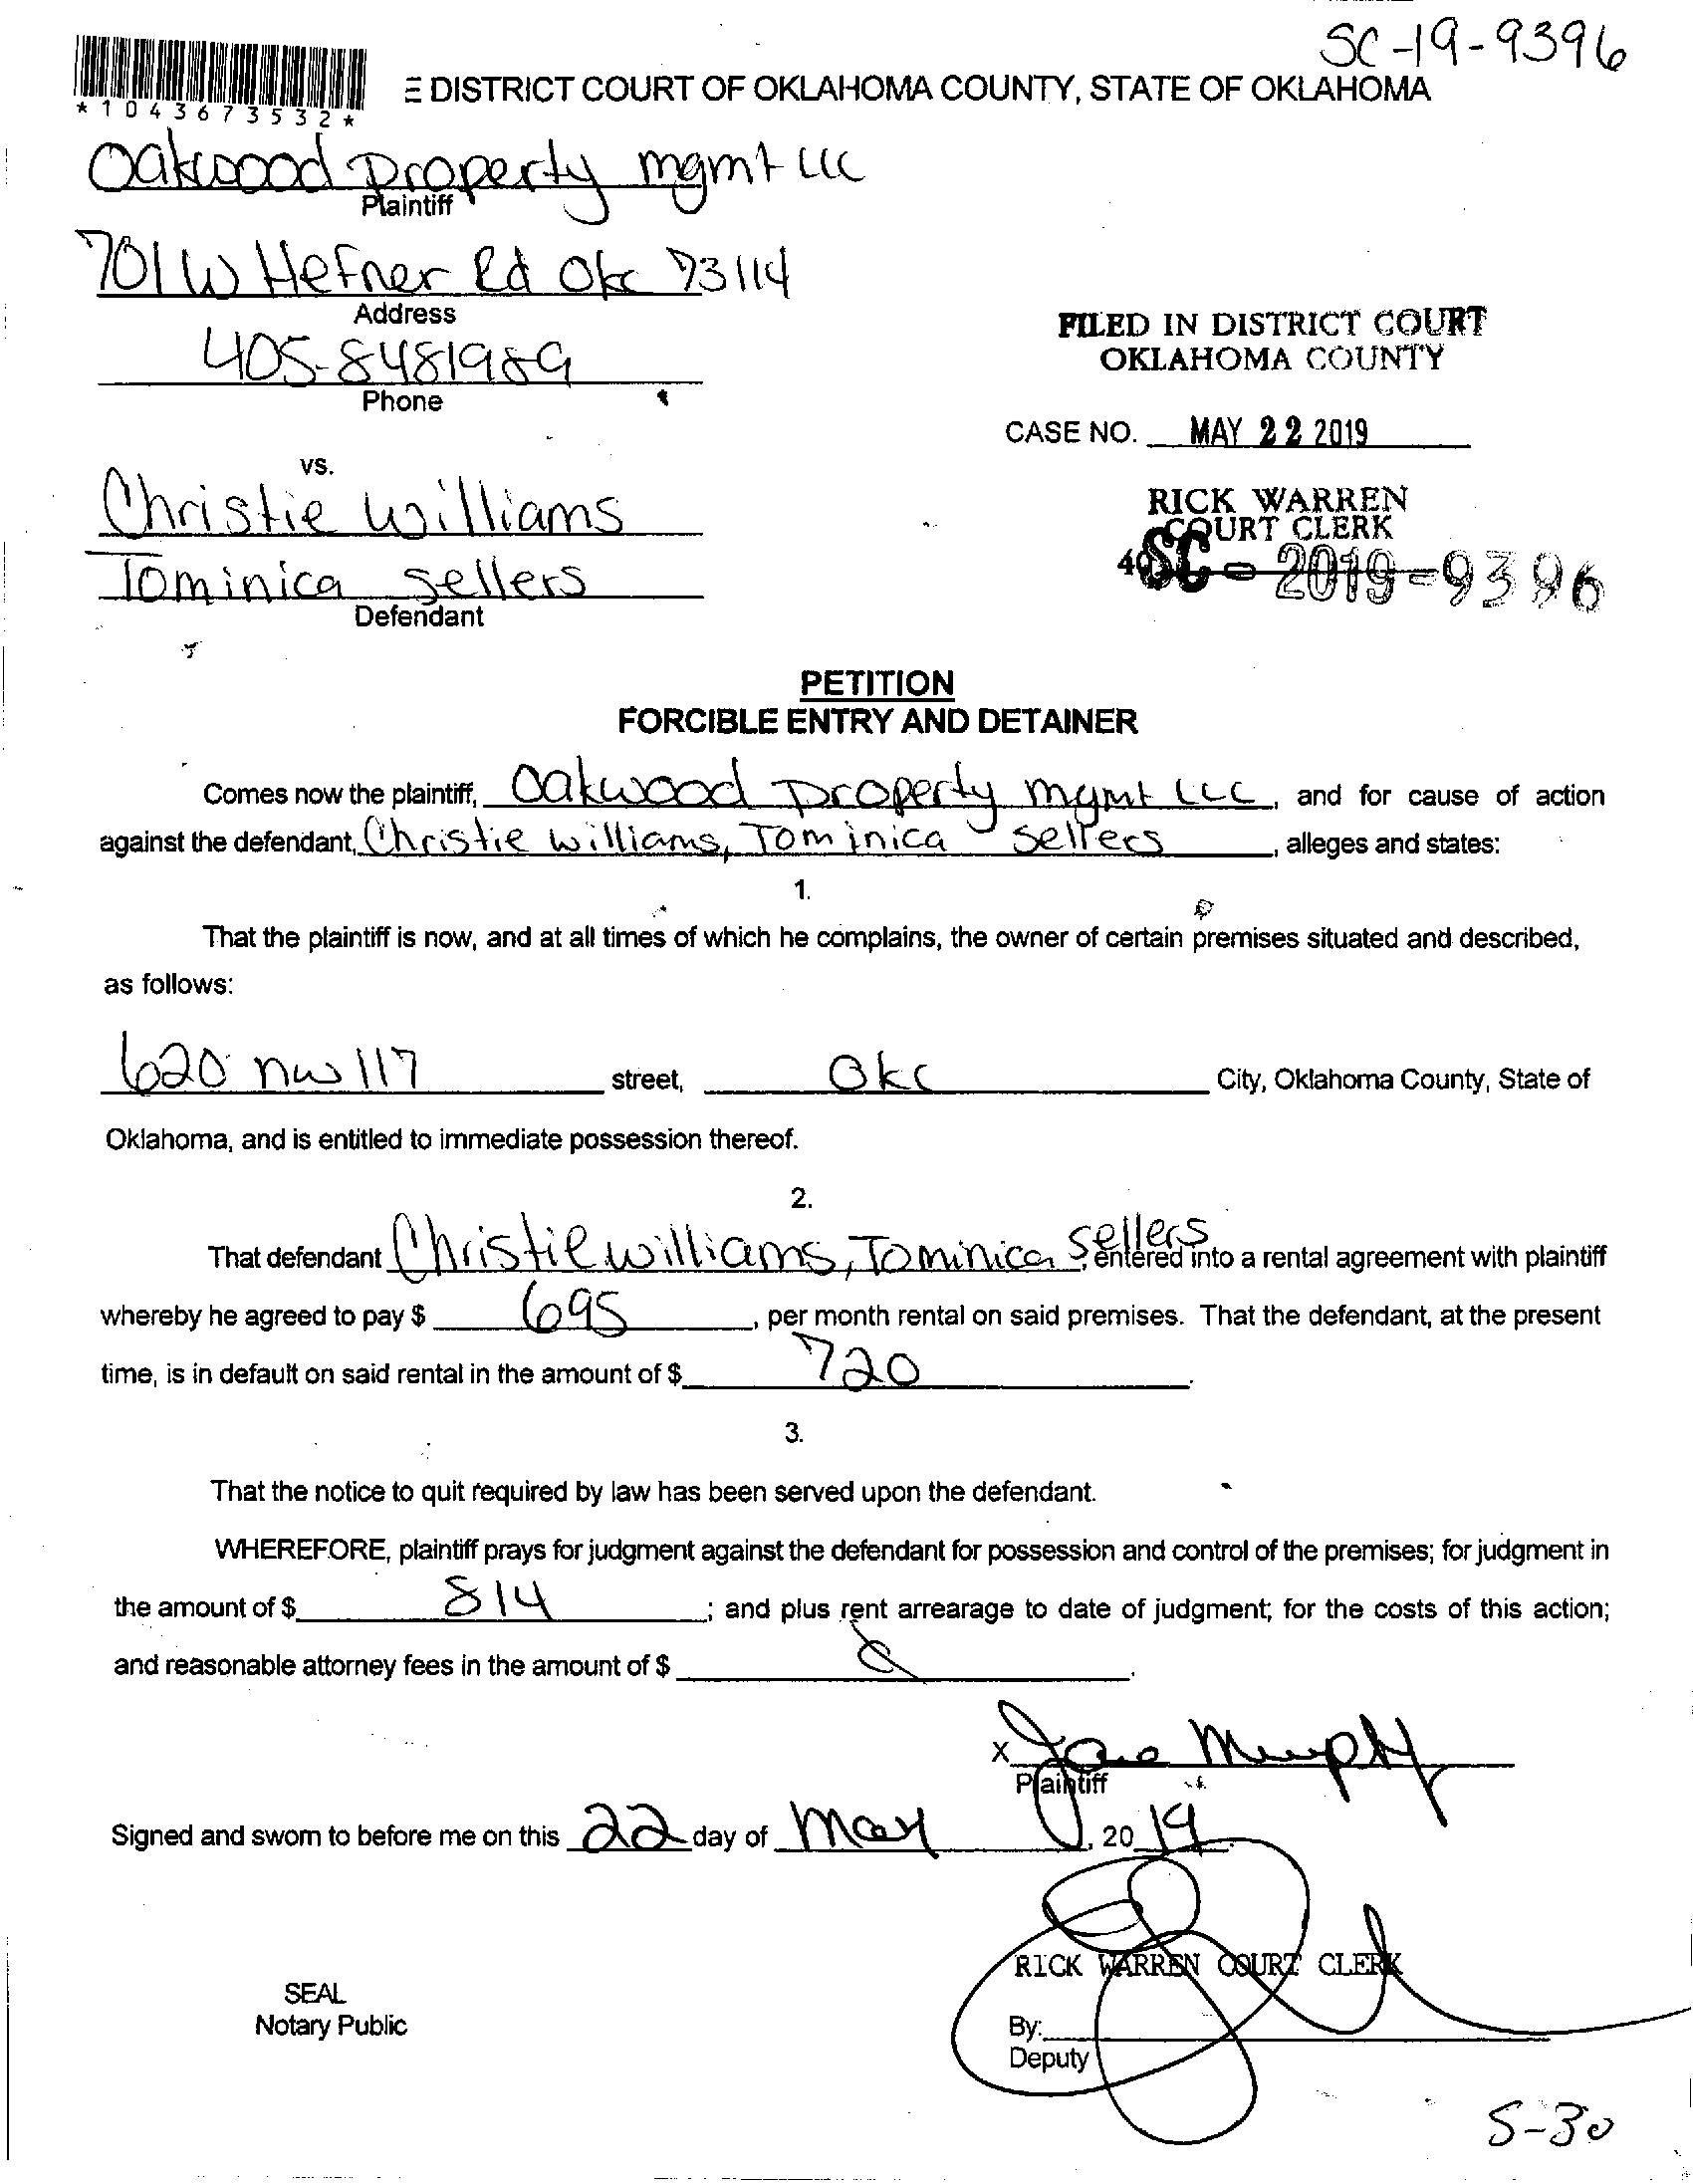 SC-19-9396
*1043673532*
E DISTRICT COURT OF OKLAHOMA COUNTY, STATE OF OKLAHOMA
Oakwood Property mgmt LLC
Plaintiff
701 W Hefner Rd Okc 73114
Address
405-8481989
Phone
FILED IN DISTRICT COURT
OKLAHOMA COUNTY
CASE NO. MAY 22 2019
vs.
Christie Williams
RICK WARREN
COURT CLERK
Tominica Sellers
Defendant
SC - 2019-9396
PETITION
FORCIBLE ENTRY AND DETAINER
Comes now the plaintiff, Oakwood Property mgmt LLC, and for cause of action
against the defendant, Christie Williams, Tominica Sellers, alleges and states:
1.
That the plaintiff is now, and at all times of which he complains, the owner of certain premises situated and described,
as follows:
620 nw 117 street, Okc City, Oklahoma County, State of
Oklahoma, and is entitled to immediate possession thereof.
2.
That defendant Christie Williams, Tominica Sellers, entered into a rental agreement with plaintiff
whereby he agreed to pay $ 695, per month rental on said premises. That the defendant, at the present
time, is in default on said rental in the amount of $ 720.
3.
That the notice to quit required by law has been served upon the defendant.
WHEREFORE, plaintiff prays for judgment against the defendant for possession and control of the premises; for judgment in
the amount of $ 814; and plus rent arrearage to date of judgment; for the costs of this action;
and reasonable attorney fees in the amount of $
X Jane Murphy
Plaintiff
Signed and sworn to before me on this 22 day of May, 2019.
RICK WARREN COURT CLERK
SEAL
Notary Public
By:
Deputy
5-30